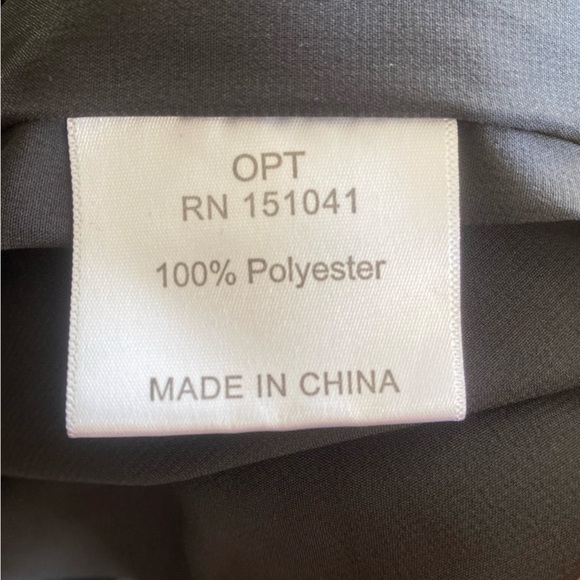 OPT
RN 151041
100% Polyester
MADE IN CHINA